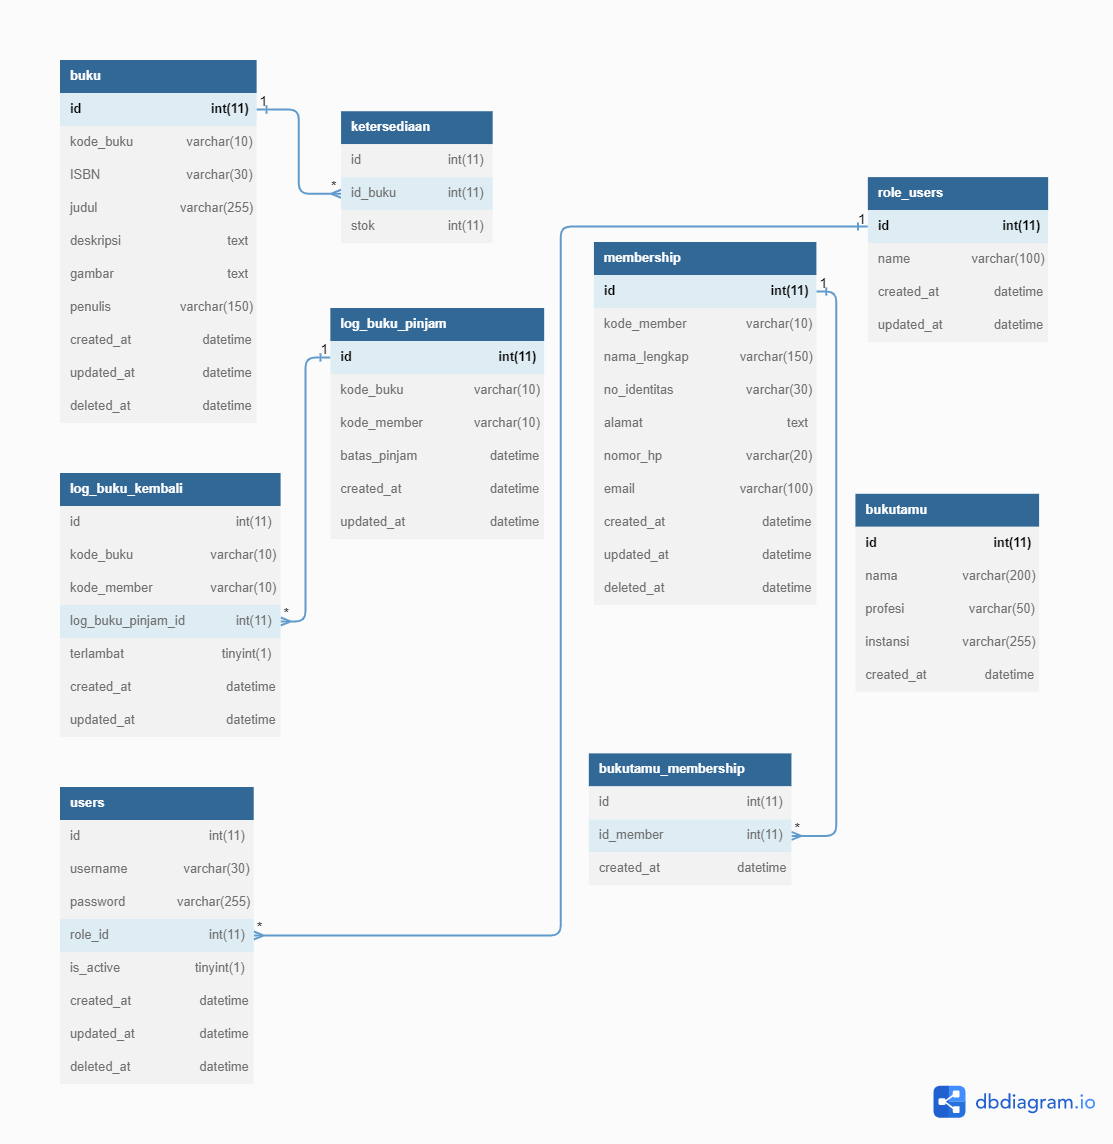 buku
id int(11)
kode_buku varchar(10)
ISBN varchar(30)
judul varchar(255)
deskripsi text
gambar text
penulis varchar(150)
created_at datetime
updated_at datetime
deleted_at datetime
1
*
ketersediaan
id int(11)
id_buku int(11)
stok int(11)
log_buku_pinjam
id int(11)
kode_buku varchar(10)
kode_member varchar(10)
batas_pinjam datetime
created_at datetime
updated_at datetime
1
*
log_buku_kembali
id int(11)
kode_buku varchar(10)
kode_member varchar(10)
log_buku_pinjam_id int(11)
terlambat tinyint(1)
created_at datetime
updated_at datetime
users
id int(11)
username varchar(30)
password varchar(255)
role_id int(11)
is_active tinyint(1)
created_at datetime
updated_at datetime
deleted_at datetime
*
1
role_users
id int(11)
name varchar(100)
created_at datetime
updated_at datetime
membership
id int(11)
kode_member varchar(10)
nama_lengkap varchar(150)
no_identitas varchar(30)
alamat text
nomor_hp varchar(20)
email varchar(100)
created_at datetime
updated_at datetime
deleted_at datetime
1
*
bukutamu
id int(11)
nama varchar(200)
profesi varchar(50)
instansi varchar(255)
created_at datetime
bukutamu_membership
id int(11)
id_member int(11)
created_at datetime
dbdiagram.io